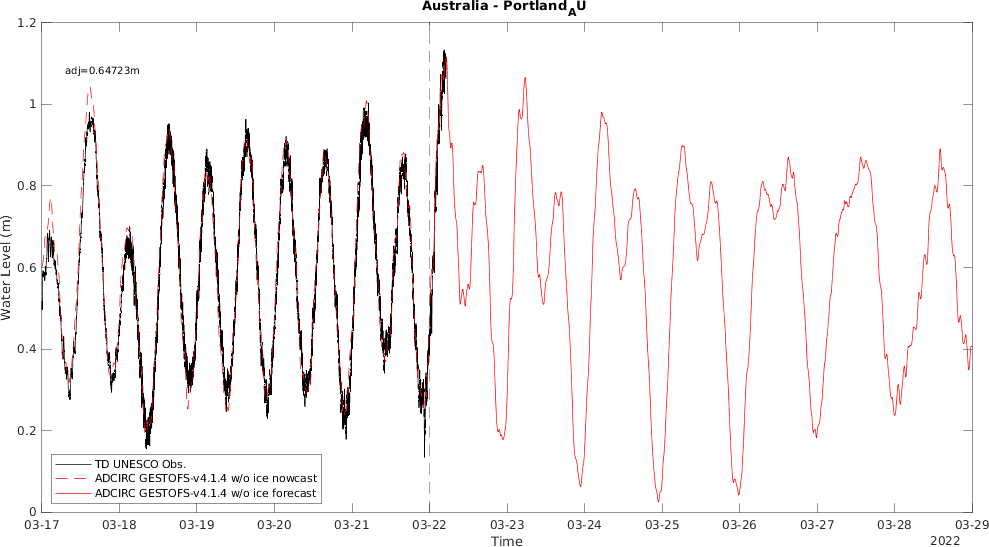 Australia - Portland_AU
adj=0.64723m
Water Level (m)
1.2
1
0.8
0.6
0.4
0.2
0
TD UNESCO Obs.
ADCIRC GESTOFS-v4.1.4 w/o ice nowcast
ADCIRC GESTOFS-v4.1.4 w/o ice forecast
03-17 03-18 03-19 03-20 03-21 03-22 03-23 03-24 03-25 03-26 03-27 03-28 03-29
Time
2022